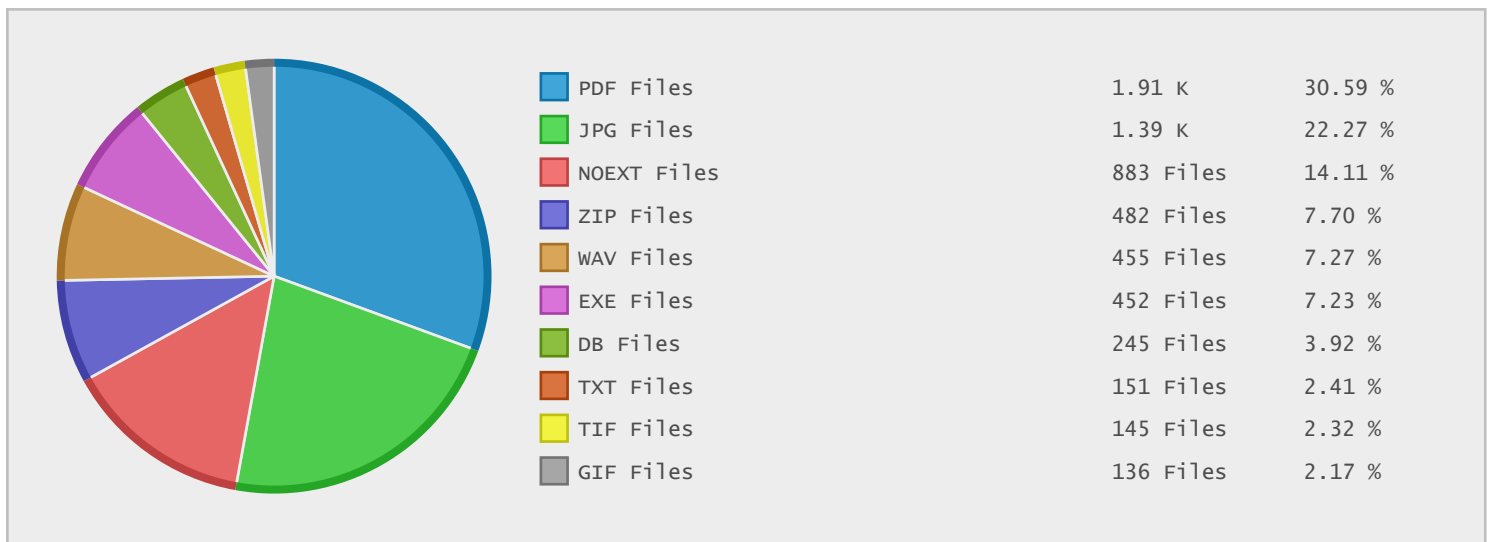 PDF Files 1.91 K 30.59 %
JPG Files 1.39 K 22.27 %
NOEXT Files 883 Files 14.11 %
ZIP Files 482 Files 7.70 %
WAV Files 455 Files 7.27 %
EXE Files 452 Files 7.23 %
DB Files 245 Files 3.92 %
TXT Files 151 Files 2.41 %
TIF Files 145 Files 2.32 %
GIF Files 136 Files 2.17 %